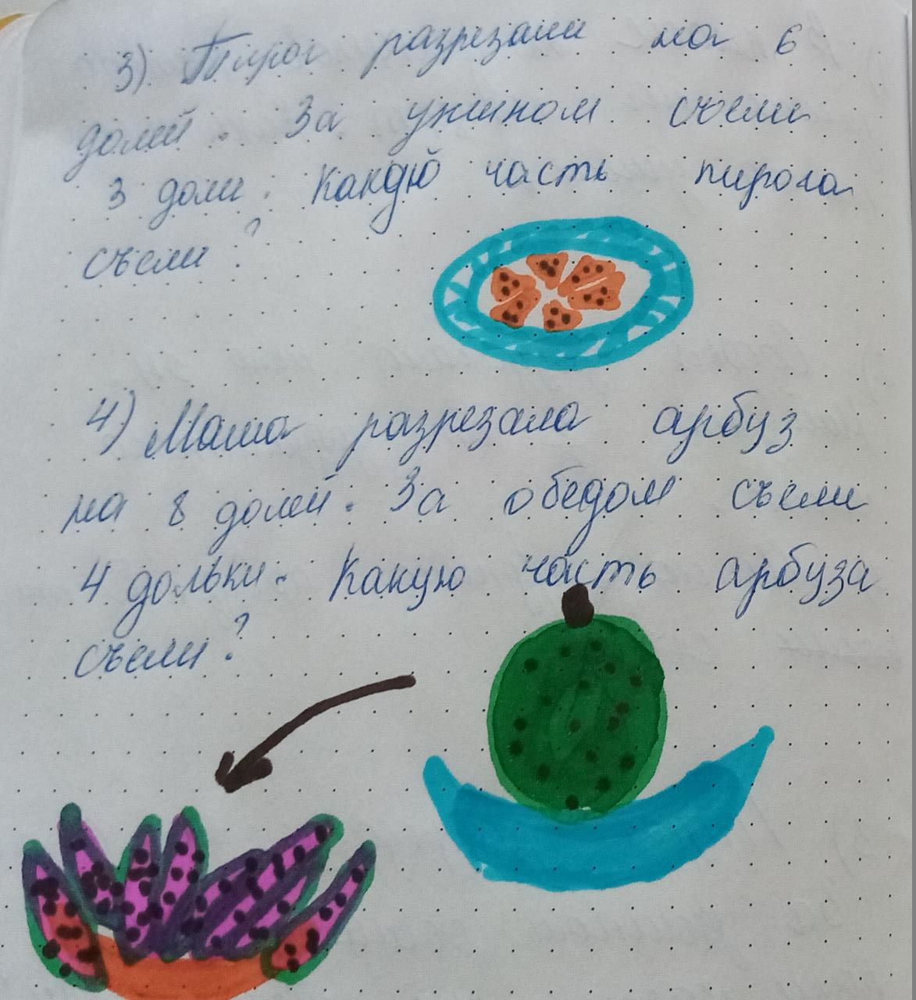 3) Пирог разрезали на 6
долей. За ужином съели
3 доли. Какую часть пирога
съели?
4) Маша разрезала арбуз
на 8 долей. За обедом съели
4 дольки. Какую часть арбуза
съели?